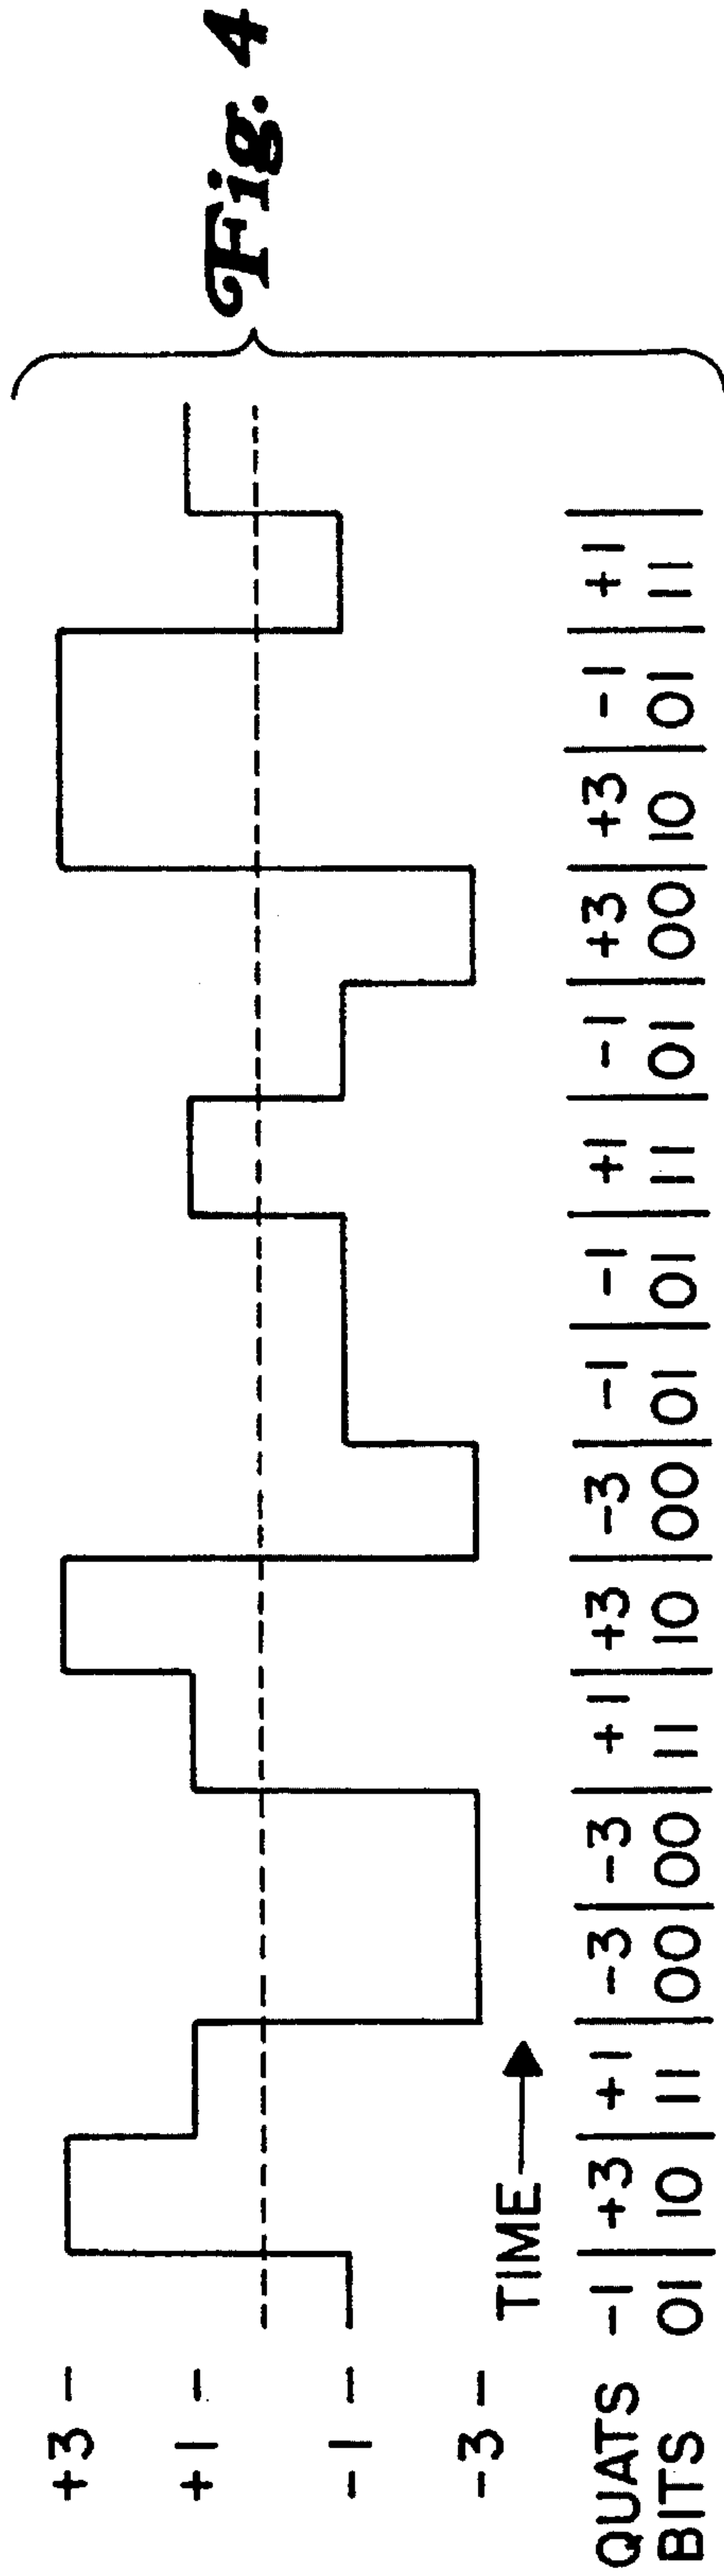 Fig. 4
+3 -
+1 -
-1 -
-3 -
TIME
QUATS -1 | +3 | +1 | -3 | -3 | +1 | +3 | -3 | -1 | -1 | +1 | -1 | +3 | +3 | -1 | +1 |
BITS 01 | 10 | 11 | 00 | 00 | 11 | 10 | 00 | 01 | 01 | 11 | 01 | 00 | 10 | 01 | 11 |